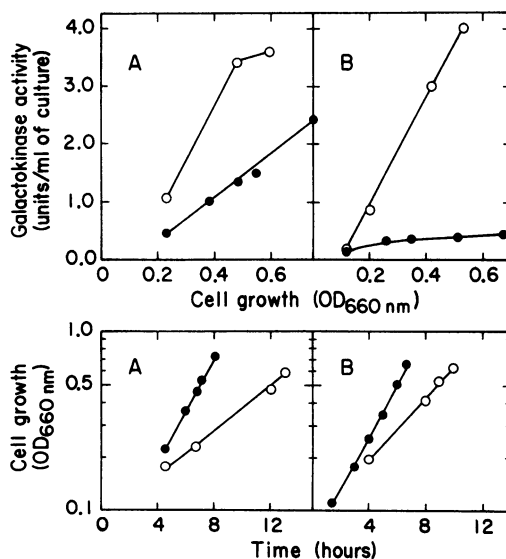 4.0
3.0
2.0
1.0
0.0
Galactokinase activity
(units/ml of culture)
A
B
0.2 0.4 0.6 0.2 0.4 0.6
Cell growth (OD660 nm)
1.0
0.5
0.1
Cell growth
(OD660 nm)
A
B
0 4 8 12 0 4 8 12
Time (hours)